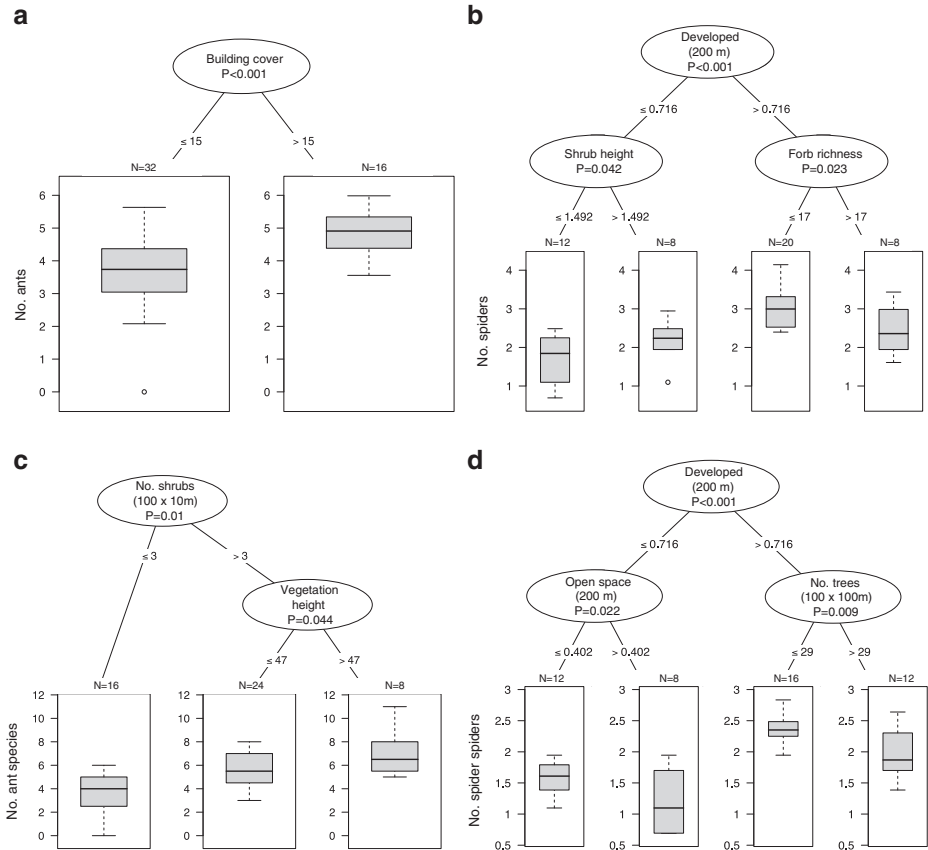 a
Building cover
P<0.001
≤ 15
> 15
N=32
N=16
No. ants
6
5
4
3
2
1
0
6
5
4
3
2
1
0
b
Developed
(200 m)
P<0.001
≤ 0.716
> 0.716
Shrub height
P=0.042
Forb richness
P=0.023
≤ 1.492
> 1.492
≤ 17
> 17
N=12
N=8
N=20
N=8
No. spiders
4
3
2
1
4
3
2
1
4
3
2
1
4
3
2
1
c
No. shrubs
(100 x 10m)
P=0.01
≤ 3
> 3
Vegetation
height
P=0.044
≤ 47
> 47
N=16
N=24
N=8
No. ant species
12
10
8
6
4
2
0
12
10
8
6
4
2
0
12
10
8
6
4
2
0
d
Developed
(200 m)
P<0.001
≤ 0.716
> 0.716
Open space
(200 m)
P=0.022
No. trees
(100 x 100m)
P=0.009
≤ 0.402
> 0.402
≤ 29
> 29
N=12
N=8
N=16
N=12
No. spider spiders
3
2.5
2
1.5
1
0.5
3
2.5
2
1.5
1
0.5
3
2.5
2
1.5
1
0.5
3
2.5
2
1.5
1
0.5